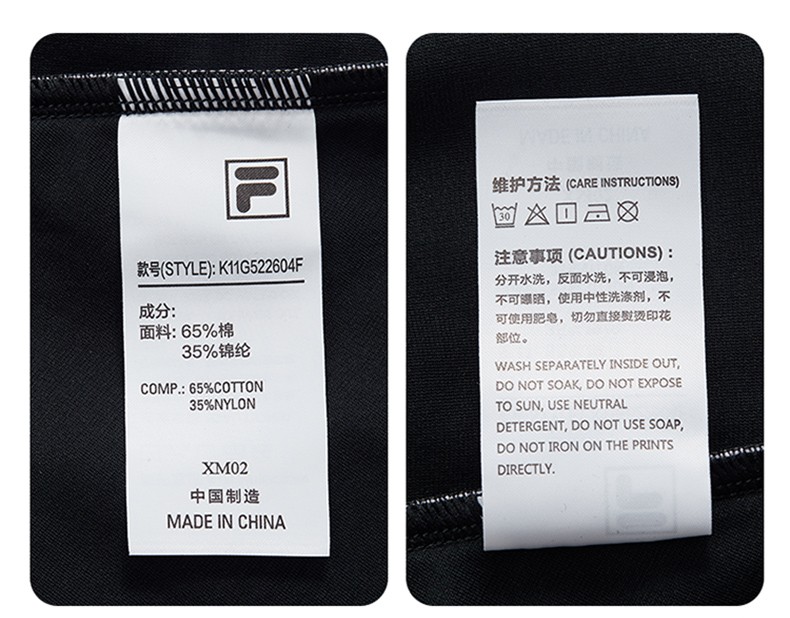 F
款号(STYLE): K11G522604F
成分:
面料: 65%棉
35%锦纶
COMP.: 65%COTTON
35%NYLON
XM02
中国制造
MADE IN CHINA
维护方法 (CARE INSTRUCTIONS)
30
注意事项 (CAUTIONS) :
分开水洗，反面水洗，不可浸泡，
不可曝晒，使用中性洗涤剂，不
可使用肥皂，切勿直接熨烫印花
部位。
WASH SEPARATELY INSIDE OUT,
DO NOT SOAK, DO NOT EXPOSE
TO SUN, USE NEUTRAL
DETERGENT, DO NOT USE SOAP,
DO NOT IRON ON THE PRINTS
DIRECTLY.